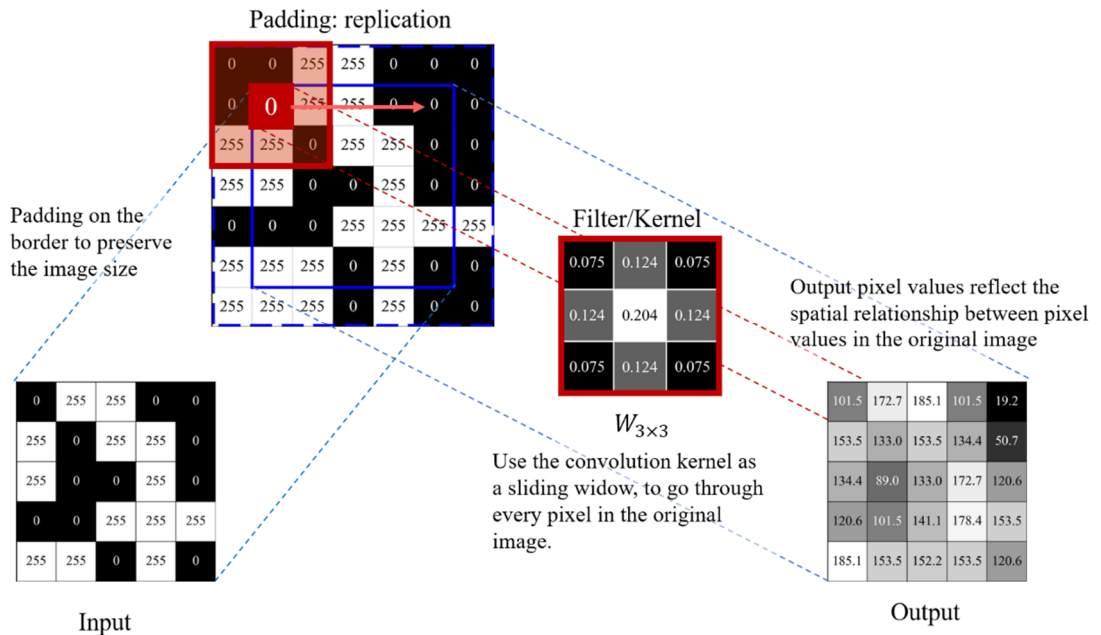 Padding: replication
0 0 255 255 0 0 0
0 0 255 255 0 0 0
255 255 0 255 255 0 0
255 255 0 0 255 0 0
0 0 0 255 255 255 255
255 255 255 0 255 0 0
255 255 255 0 255 0 0
Padding on the
border to preserve
the image size
Filter/Kernel
0.075 0.124 0.075
0.124 0.204 0.124
0.075 0.124 0.075
W3×3
Use the convolution kernel as
a sliding widow, to go through
every pixel in the original
image.
Output pixel values reflect the
spatial relationship between pixel
values in the original image
0 255 255 0 0
255 0 255 255 0
255 0 0 255 0
0 0 255 255 255
255 255 0 255 0
Input
101.5 172.7 185.1 101.5 19.2
153.5 133.0 153.5 134.4 50.7
134.4 89.0 133.0 172.7 120.6
120.6 101.5 141.1 178.4 153.5
185.1 153.5 152.2 153.5 120.6
Output